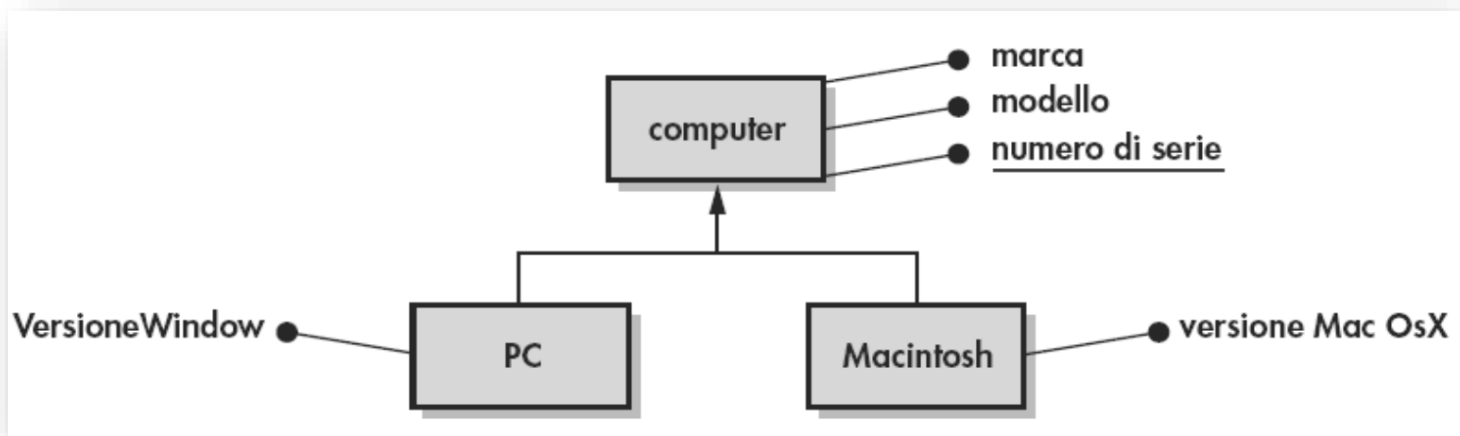 marca
modello
computer
numero di serie
VersioneWindow
PC
Macintosh
versione Mac OsX